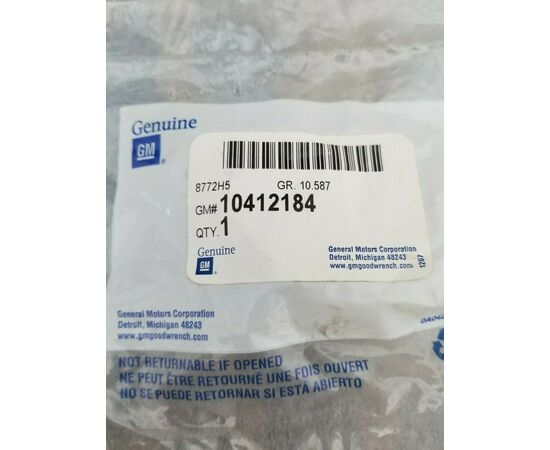 Genuine
GM
8772H5 GR. 10.587
GM# 10412184
QTY. 1
Genuine
GM
General Motors Corporation
Detroit, Michigan 48243
www.gmgoodwrench.com
1207
General Motors Corporation
Detroit, Michigan 48243
www.gmgoodwrench.com
NOT RETURNABLE IF OPENED
NE PEUT ÊTRE RETOURNÉ UNE FOIS OUVERT
NO SE PUEDE RETORNAR SI ESTÁ ABIERTO